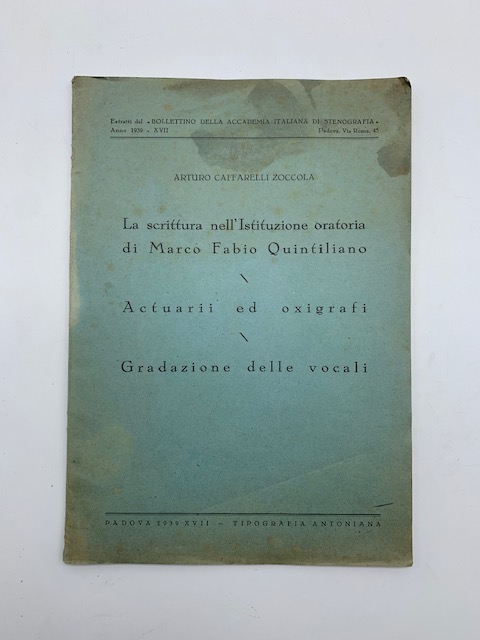 Estratti dal « BOLLETTINO DELLA ACCADEMIA ITALIANA DI STENOGRAFIA »
Anno 1939 - XVII Padova, Via Roma, 45
ARTURO CAFFARELLI ZOCCOLA
La scrittura nell'Istituzione oratoria
di Marco Fabio Quintiliano
Actuarii ed oxigrafi
Gradazione delle vocali
PADOVA 1939 XVII — TIPOGRAFIA ANTONIANA